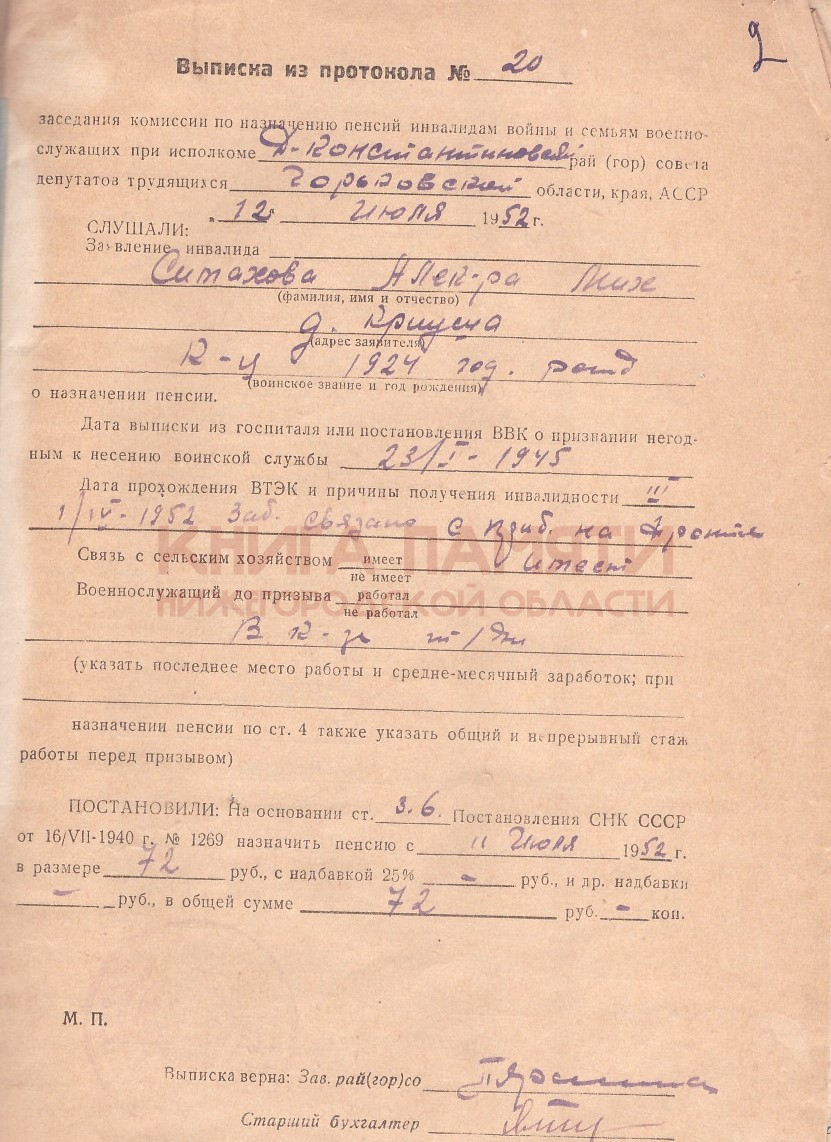 2
Выписка из протокола № 20
заседания комиссии по назначению пенсий инвалидам войны и семьям военно-
служащих при исполкоме Д-Константиновский рай (гор) совета
депутатов трудящихся Горьковской области, края, АССР
„12" Июля 1952 г.
СЛУШАЛИ:
Заявление инвалида
Ситахова Алек-ра Мих
(фамилия, имя и отчество)
д. Криуша
(адрес заявителя)
К-ц 1924 год. рожд
(воинское звание и год рождения)
о назначении пенсии.
Дата выписки из госпиталя или постановления ВВК о признании негод-
ным к несению воинской службы 23/I- 1945
Дата прохождения ВТЭК и причины получения инвалидности III
1/IV- 1952 Заб. связано с преб. на фронте
КНИГА ПАМЯТИ
Связь с сельским хозяйством имеет
не имеет
имеет
Военнослужащий до призыва работал
не работал
НИЖЕГОРОДСКОЙ ОБЛАСТИ
В к-зе
(указать последнее место работы и средне-месячный заработок; при
назначении пенсии по ст. 4 также указать общий и непрерывный стаж
работы перед призывом)
ПОСТАНОВИЛИ: На основании ст. 3.6. Постановления СНК СССР
от 16/VII-1940 г. № 1269 назначить пенсию с 11 Июля 1952 г.
в размере 72 руб., с надбавкой 25% - руб., и др. надбавки
- руб., в общей сумме 72 руб. - коп.
М. П.
Выписка верна: Зав. рай(гор)со
Старший бухгалтер